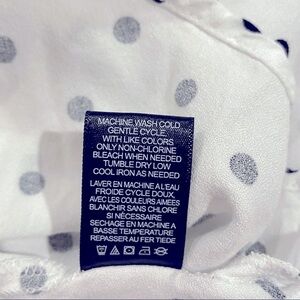 MACHINE WASH COLD
GENTLE CYCLE
WITH LIKE COLORS
ONLY NON-CHLORINE
BLEACH WHEN NEEDED
TUMBLE DRY LOW
COOL IRON AS NEEDED
LAVER EN MACHINE A L'EAU
FROIDE CYCLE DOUX,
AVEC LES COULEURS AIMEES
BLANCHIR SANS CHLORE
SI NÉCESSAIRE
SECHAGE EN MACHINE A
BASSE TEMPERATURE
REPASSER AU FER TIEDE